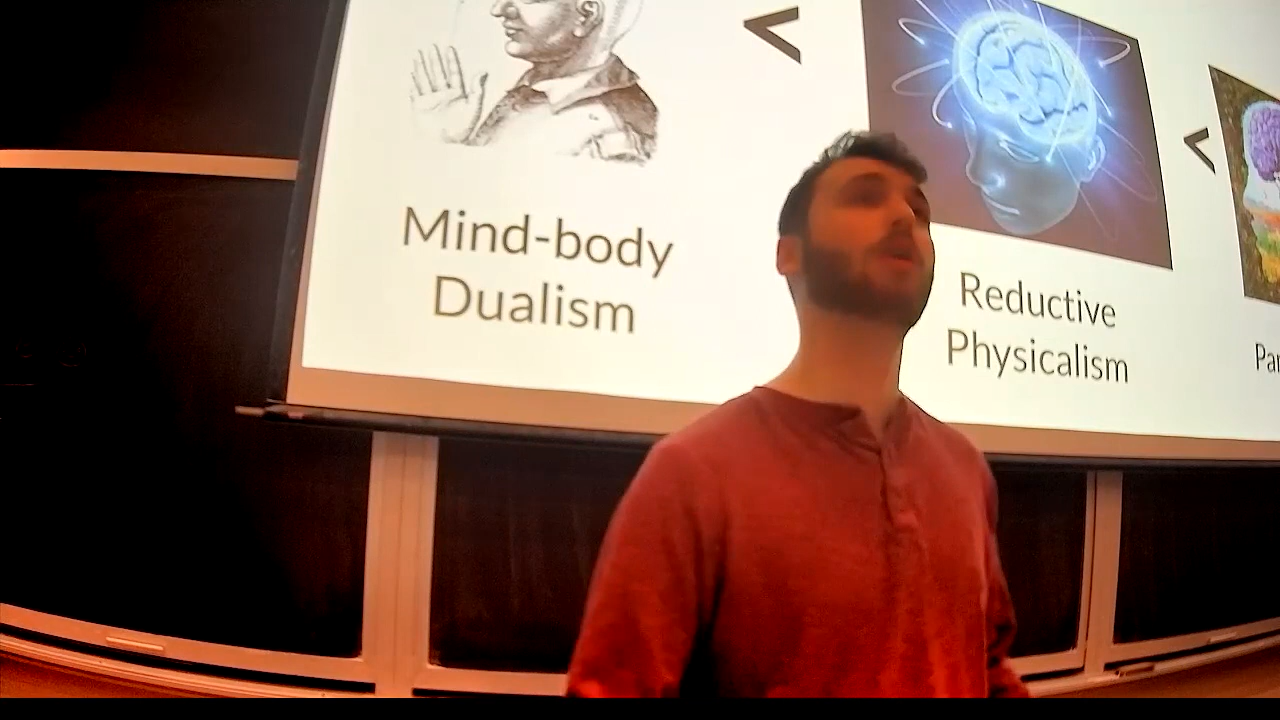 <
<
Mind-body
Dualism
Reductive
Physicalism